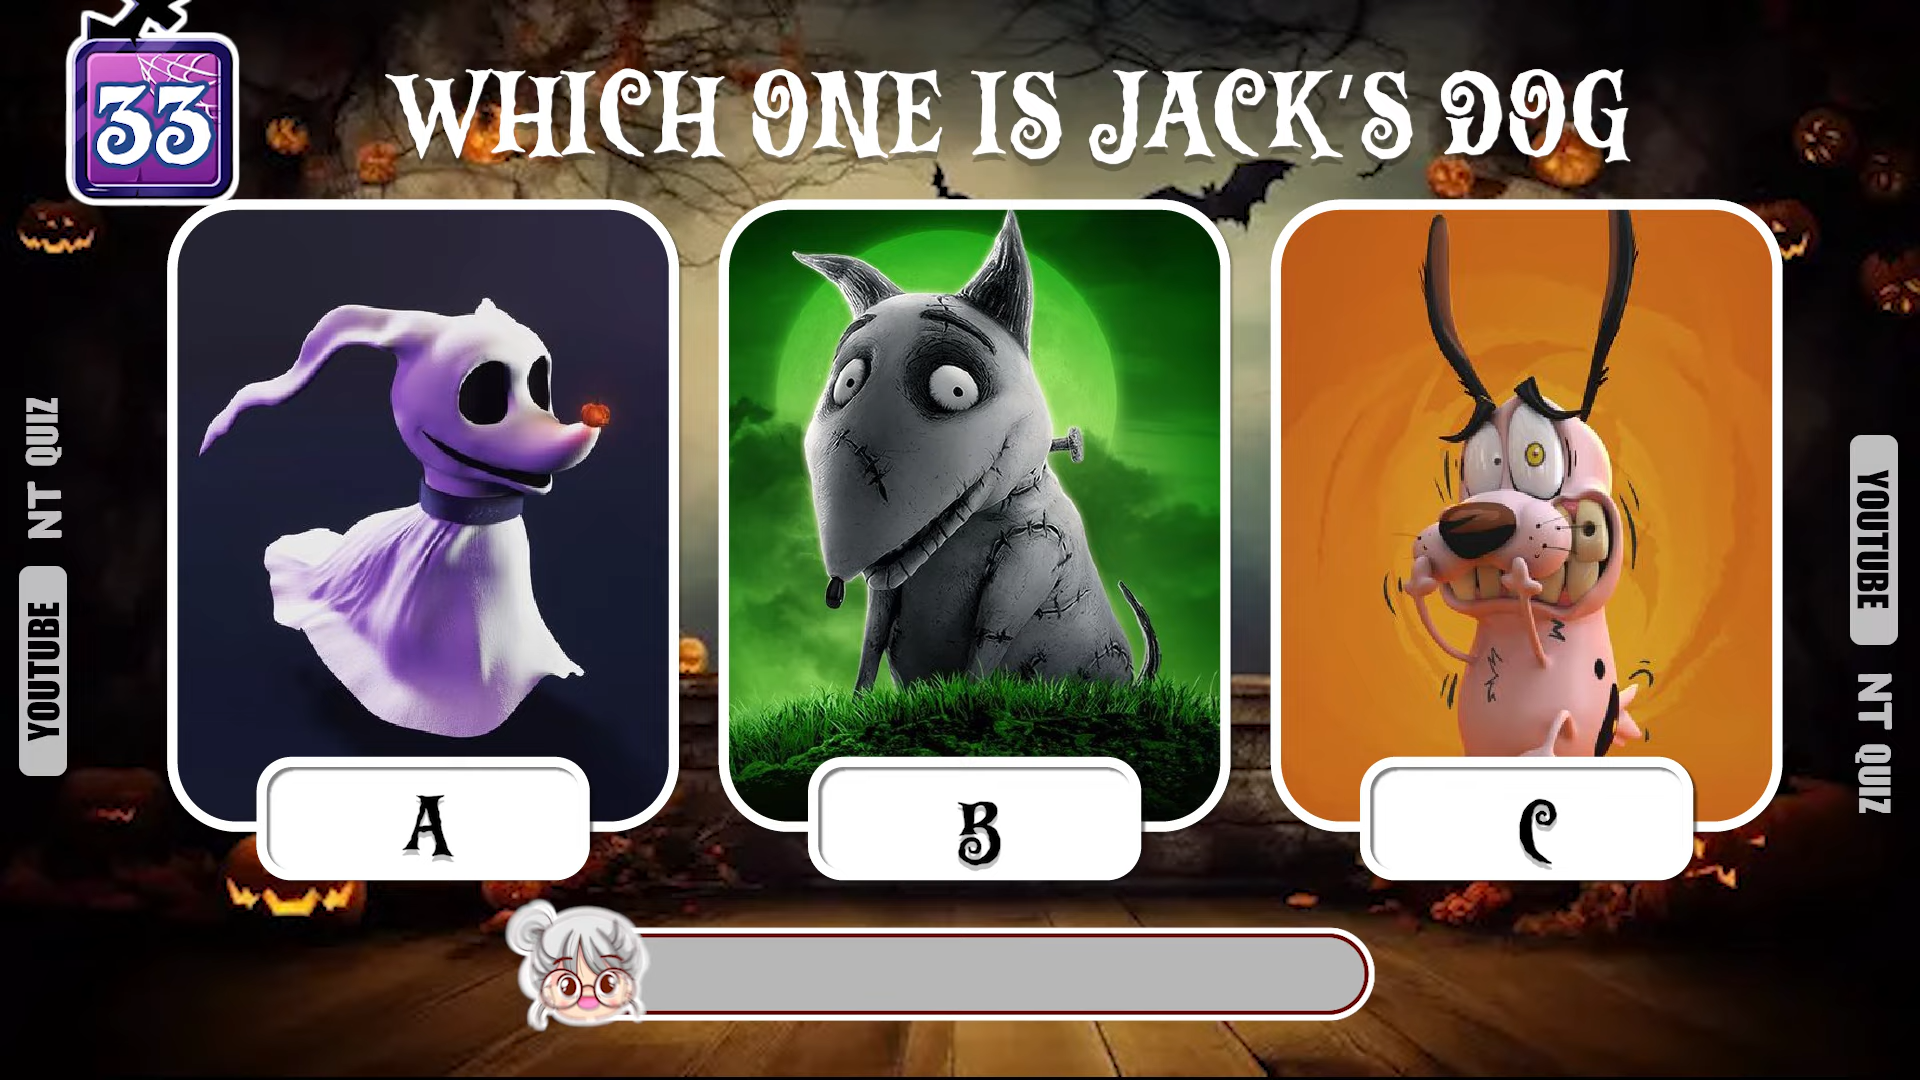 33
WHICH ONE IS JACK'S DOG
YOUTUBE NT QUIZ
YOUTUBE NT QUIZ
A
B
C